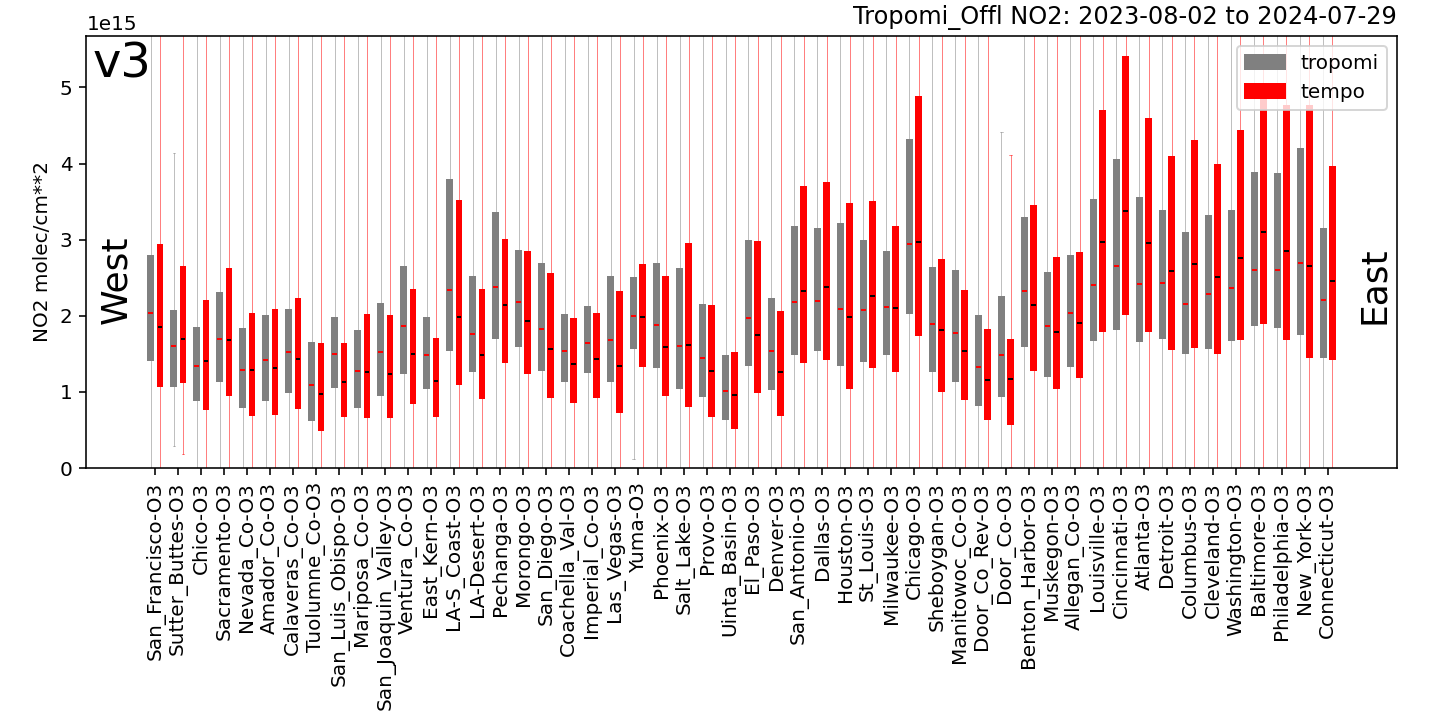 Tropomi_Offl NO2: 2023-08-02 to 2024-07-29
1e15
v3
tropomi
tempo
NO2 molec/cm**2
5
4
3
2
1
0
West
East
San_Francisco-O3
Sutter_Buttes-O3
Chico-O3
Sacramento-O3
Nevada_Co-O3
Amador_Co-O3
Calaveras_Co-O3
Tuolumne_Co-O3
San_Luis_Obispo-O3
Mariposa_Co-O3
San_Joaquin_Valley-O3
Ventura_Co-O3
East_Kern-O3
LA-S_Coast-O3
LA-Desert-O3
Pechanga-O3
Morongo-O3
San_Diego-O3
Coachella_Val-O3
Imperial_Co-O3
Las_Vegas-O3
Yuma-O3
Phoenix-O3
Salt_Lake-O3
Provo-O3
Uinta_Basin-O3
El_Paso-O3
Denver-O3
San_Antonio-O3
Dallas-O3
Houston-O3
St_Louis-O3
Milwaukee-O3
Chicago-O3
Sheboygan-O3
Manitowoc_Co-O3
Door_Co_Rev-O3
Door_Co-O3
Benton_Harbor-O3
Muskegon-O3
Allegan_Co-O3
Louisville-O3
Cincinnati-O3
Atlanta-O3
Detroit-O3
Columbus-O3
Cleveland-O3
Washington-O3
Baltimore-O3
Philadelphia-O3
New_York-O3
Connecticut-O3